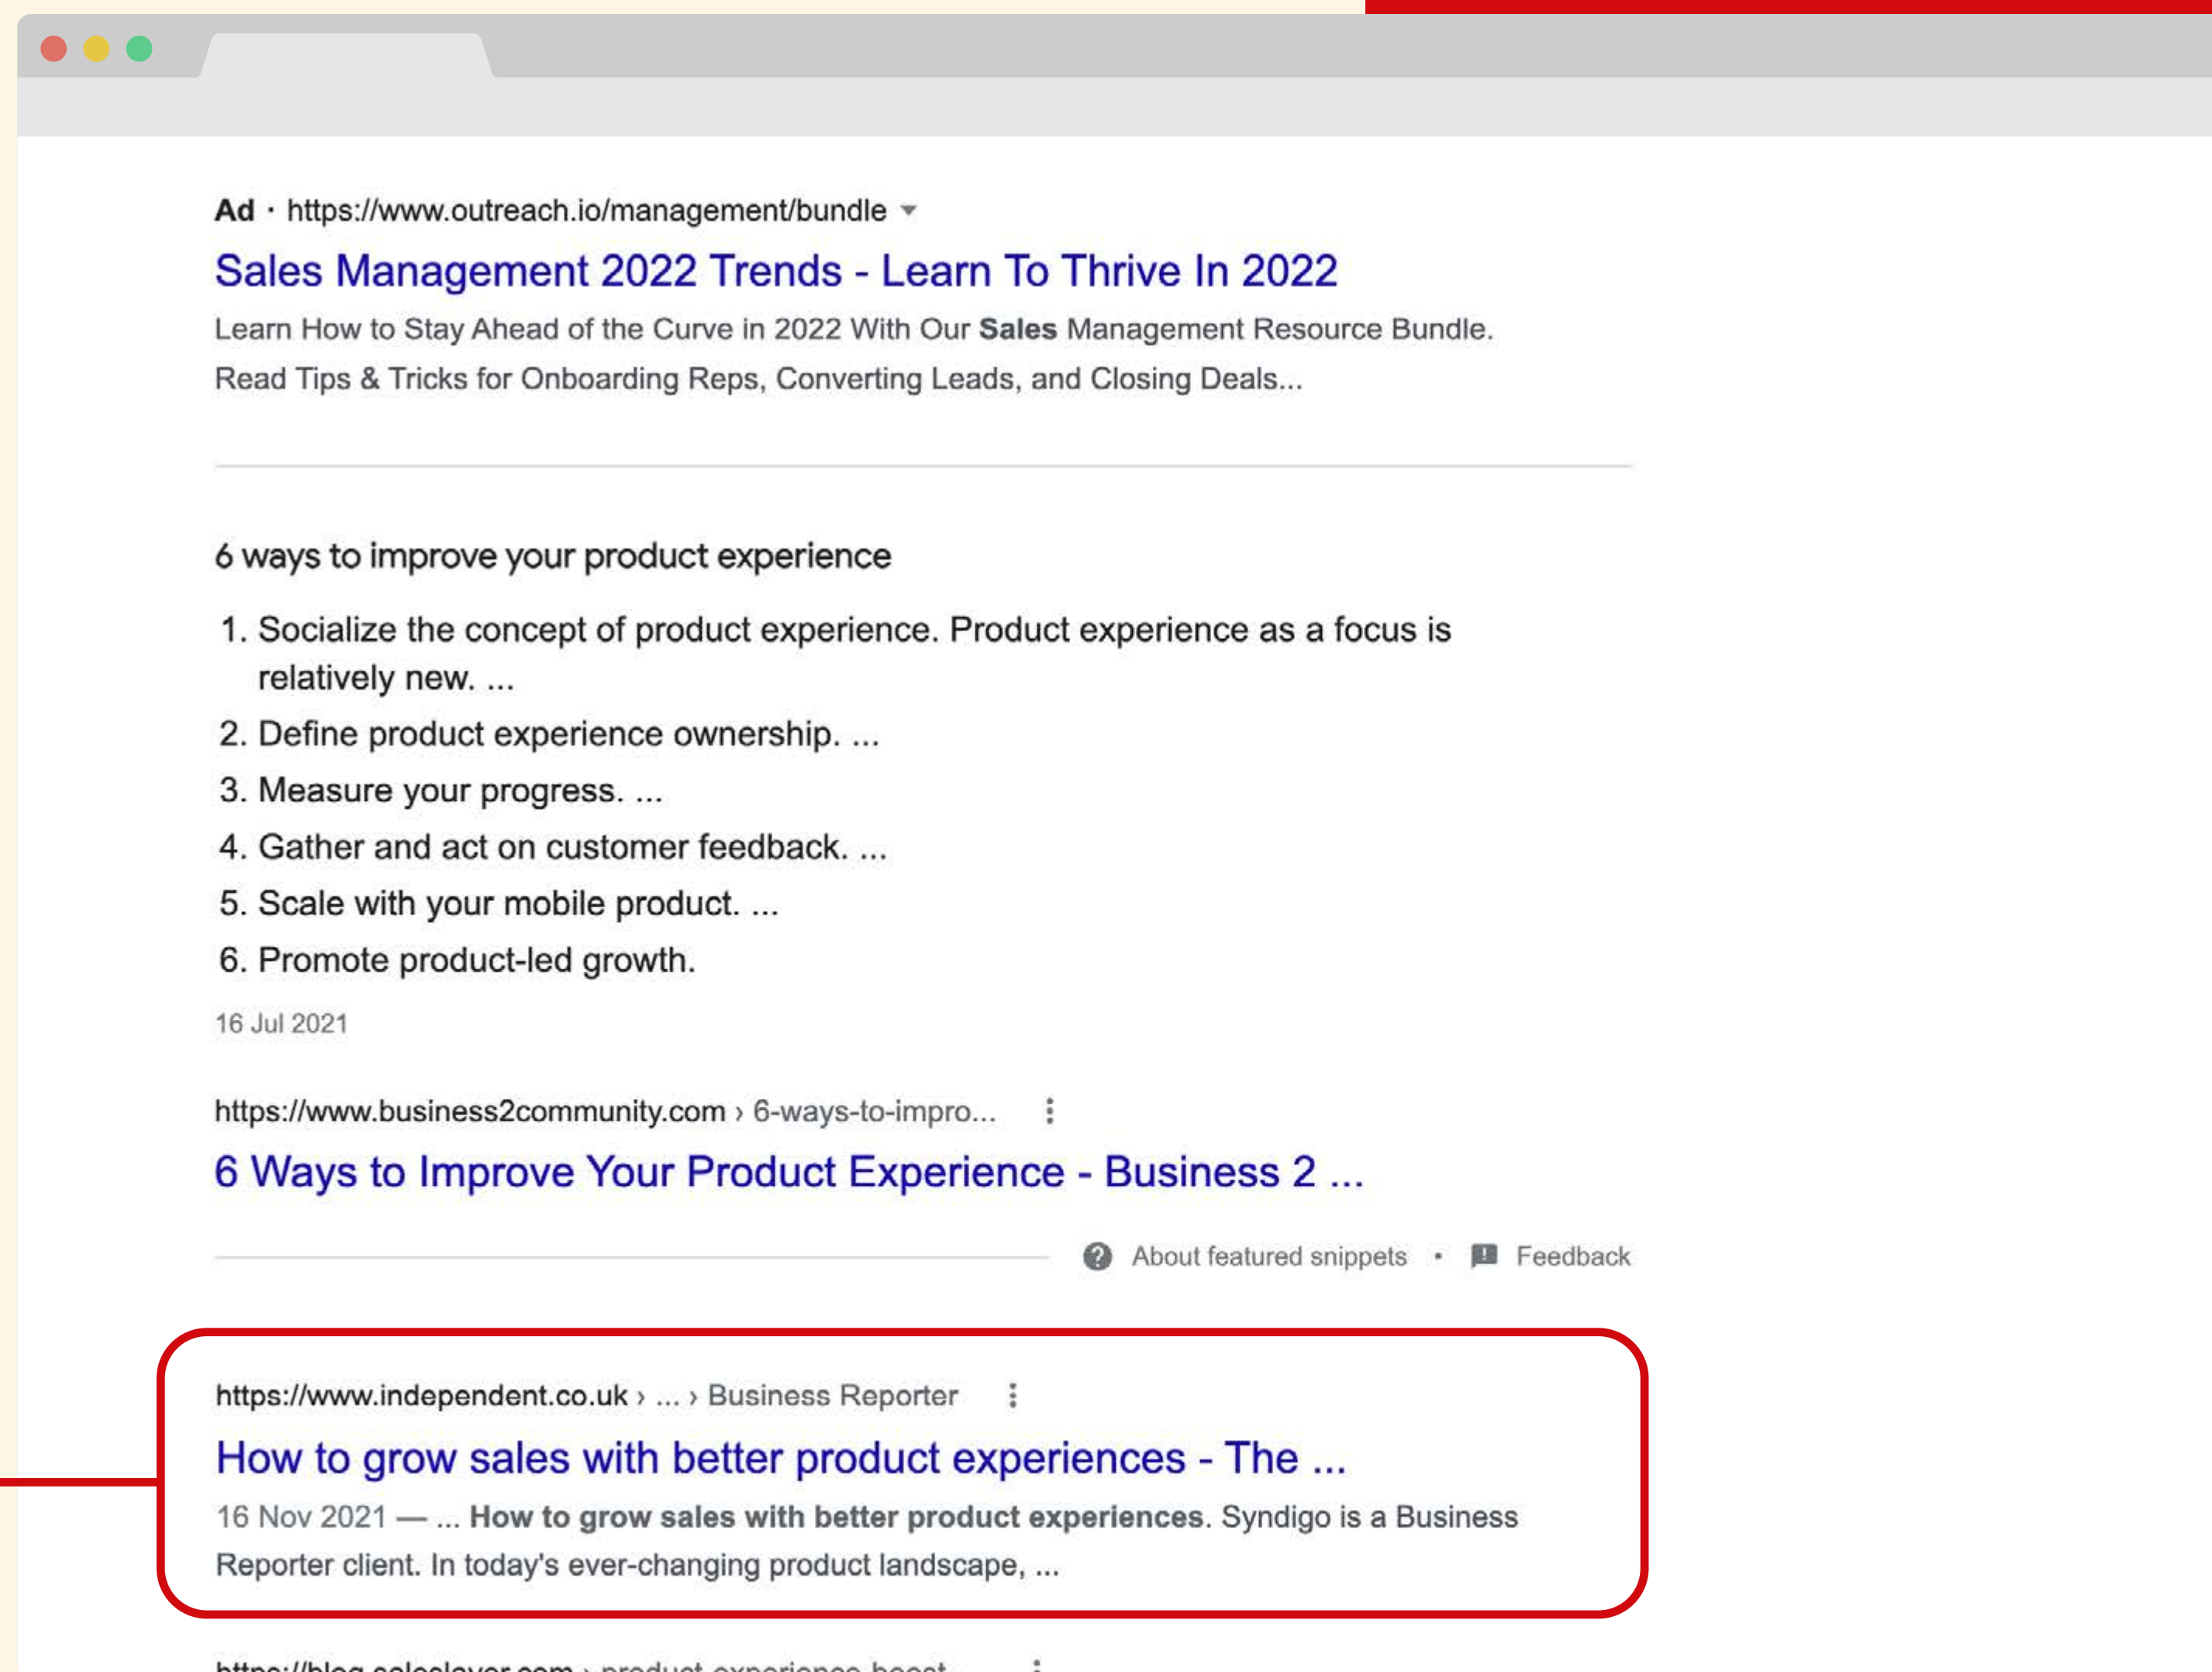 Ad · https://www.outreach.io/management/bundle
Sales Management 2022 Trends - Learn To Thrive In 2022
Learn How to Stay Ahead of the Curve in 2022 With Our Sales Management Resource Bundle.
Read Tips & Tricks for Onboarding Reps, Converting Leads, and Closing Deals...
6 ways to improve your product experience
1. Socialize the concept of product experience. Product experience as a focus is
relatively new. ...
2. Define product experience ownership. ...
3. Measure your progress. ...
4. Gather and act on customer feedback. ...
5. Scale with your mobile product. ...
6. Promote product-led growth.
16 Jul 2021
https://www.business2community.com › 6-ways-to-impro...
6 Ways to Improve Your Product Experience - Business 2 ...
About featured snippets • Feedback
https://www.independent.co.uk › ... › Business Reporter
How to grow sales with better product experiences - The ...
16 Nov 2021 — ... How to grow sales with better product experiences. Syndigo is a Business
Reporter client. In today's ever-changing product landscape, ...
https://blog.saleslayer.com › product-experience-boost...